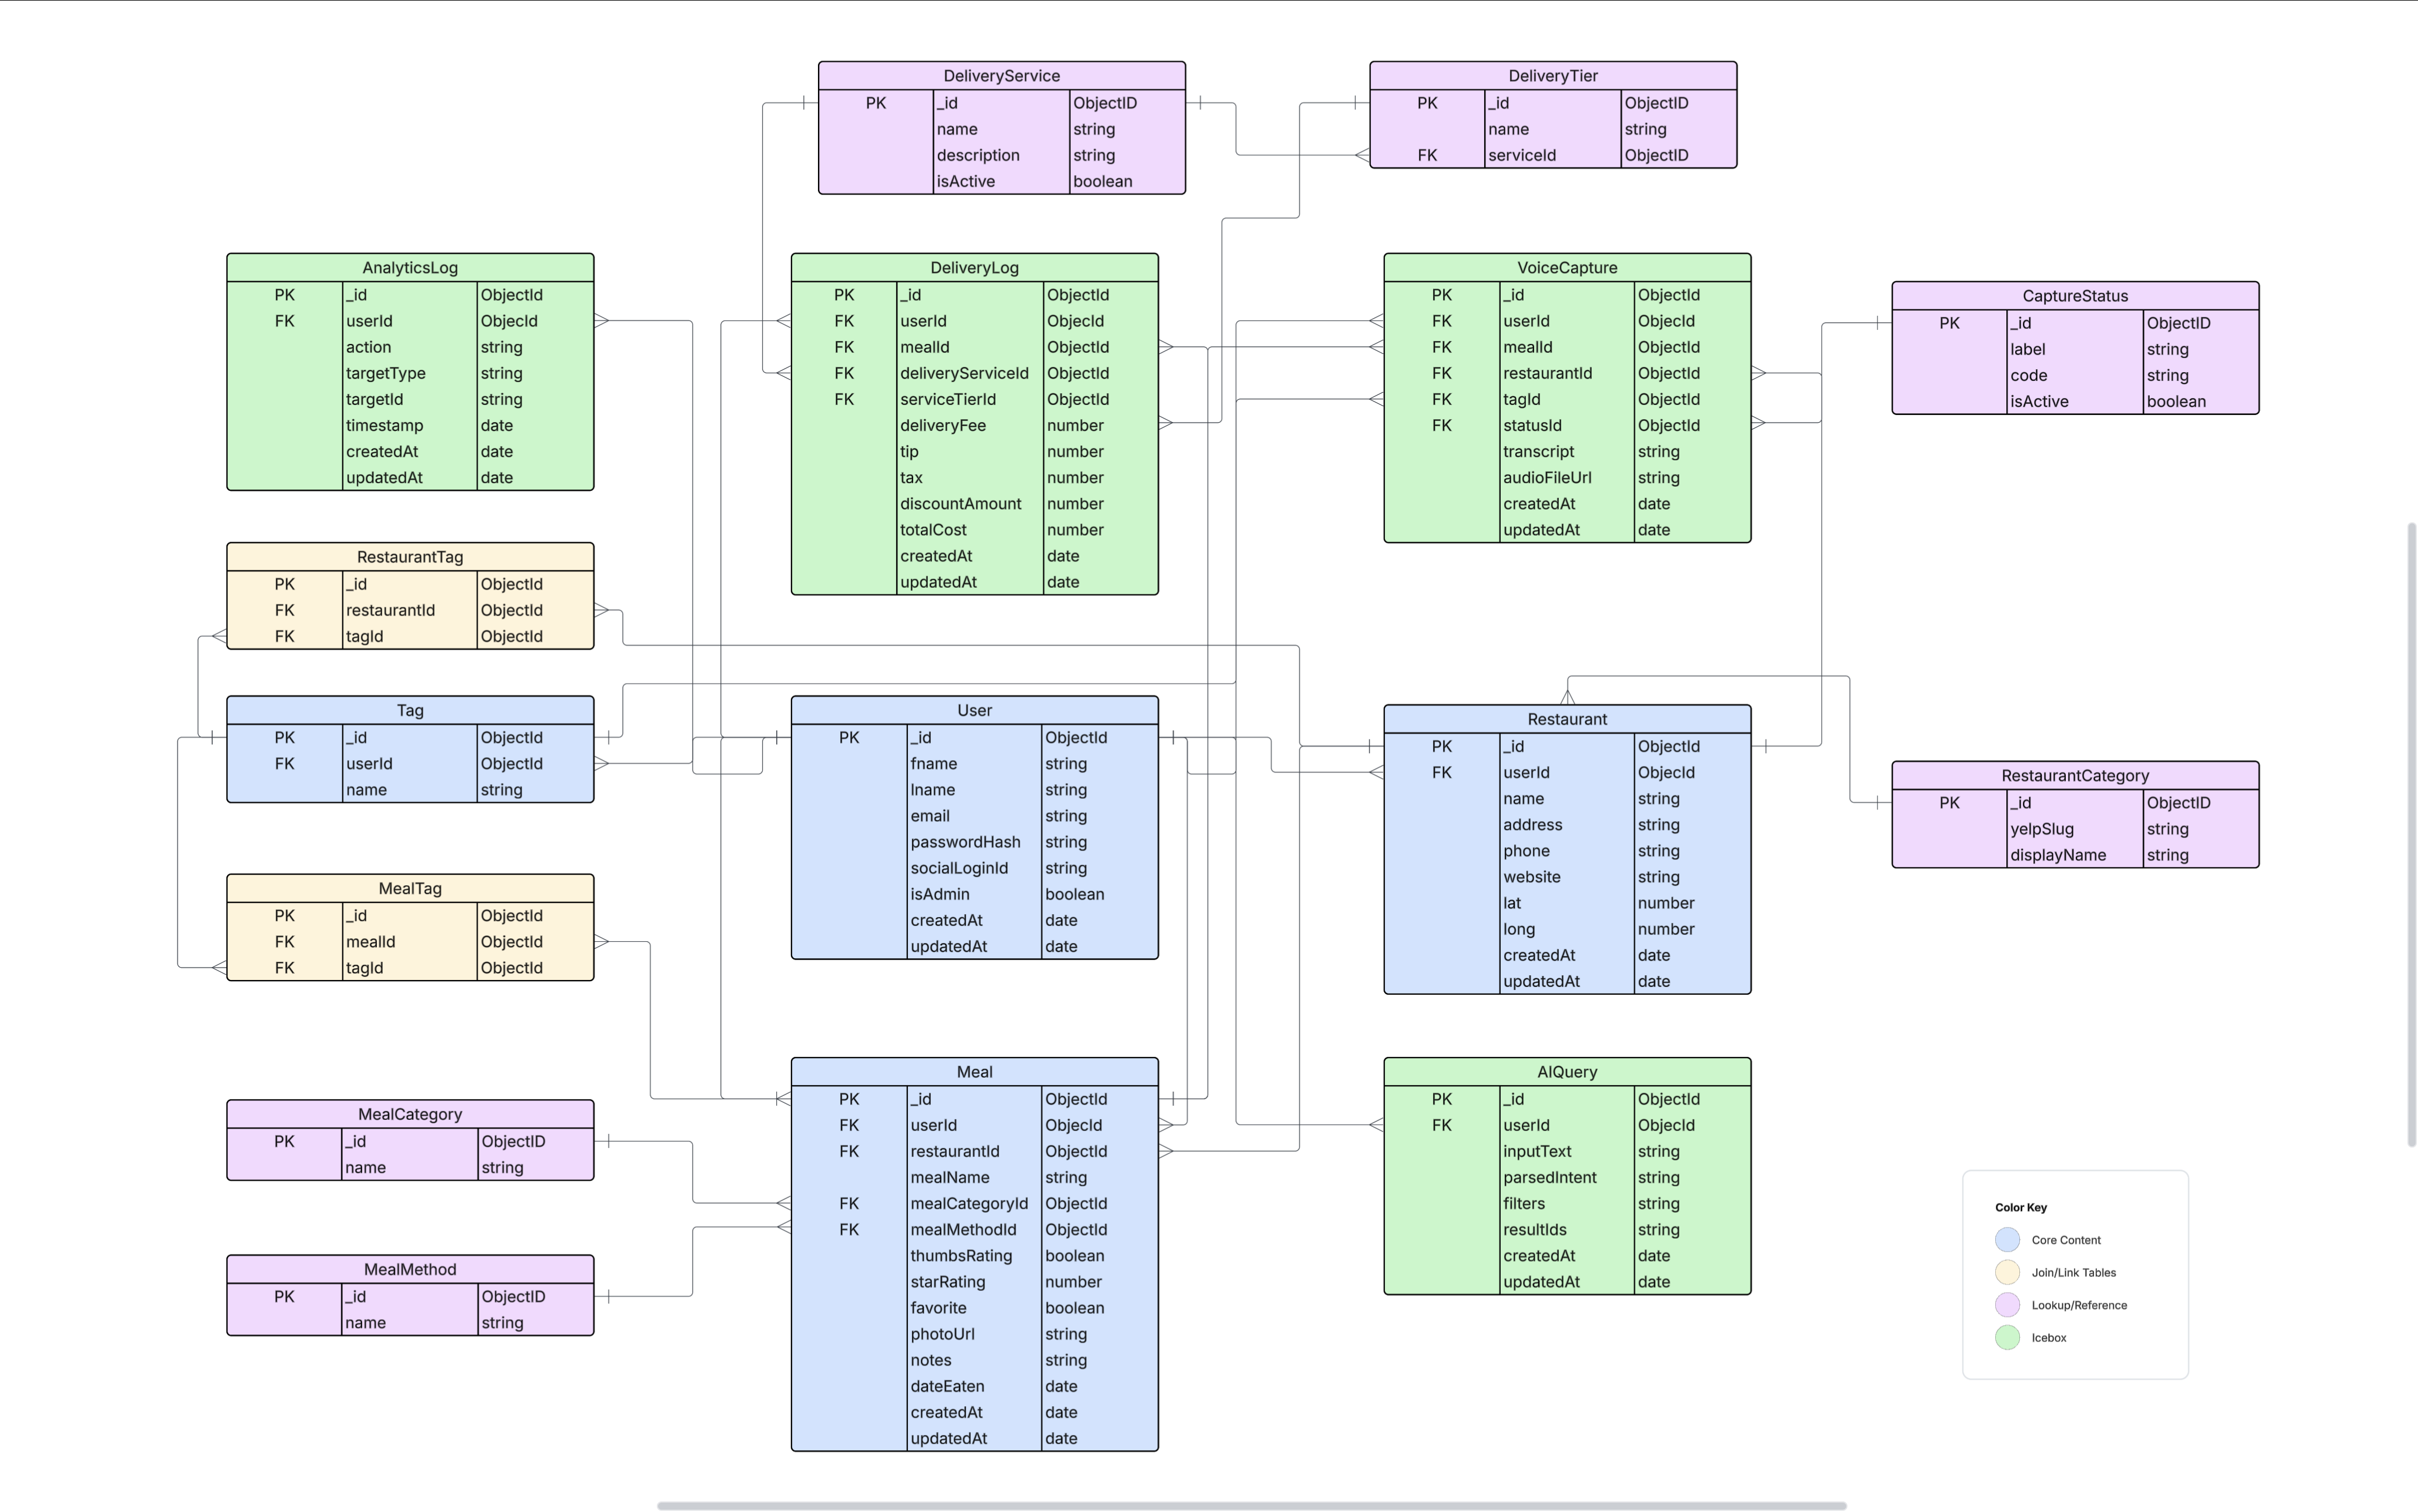 DeliveryService
PK _id ObjectID
name string
description string
isActive boolean
DeliveryTier
PK _id ObjectID
name string
FK serviceId ObjectID
AnalyticsLog
PK _id ObjectId
FK userId ObjecId
action string
targetType string
targetId string
timestamp date
createdAt date
updatedAt date
DeliveryLog
PK _id ObjectId
FK userId ObjecId
FK mealId ObjectId
FK deliveryServiceId ObjectId
FK serviceTierId ObjectId
deliveryFee number
tip number
tax number
discountAmount number
totalCost number
createdAt date
updatedAt date
VoiceCapture
PK _id ObjectId
FK userId ObjecId
FK mealId ObjectId
FK restaurantId ObjectId
FK tagId ObjectId
FK statusId ObjectId
transcript string
audioFileUrl string
createdAt date
updatedAt date
CaptureStatus
PK _id ObjectID
label string
code string
isActive boolean
RestaurantTag
PK _id ObjectId
FK restaurantId ObjectId
FK tagId ObjectId
Tag
PK _id ObjectId
FK userId ObjectId
name string
User
PK _id ObjectId
fname string
lname string
email string
passwordHash string
socialLoginId string
isAdmin boolean
createdAt date
updatedAt date
Restaurant
PK _id ObjectId
FK userId ObjecId
name string
address string
phone string
website string
lat number
long number
createdAt date
updatedAt date
RestaurantCategory
PK _id ObjectID
yelpSlug string
displayName string
MealTag
PK _id ObjectId
FK mealId ObjectId
FK tagId ObjectId
MealCategory
PK _id ObjectID
name string
MealMethod
PK _id ObjectID
name string
Meal
PK _id ObjectId
FK userId ObjecId
FK restaurantId ObjectId
mealName string
FK mealCategoryId ObjectId
FK mealMethodId ObjectId
thumbsRating boolean
starRating number
favorite boolean
photoUrl string
notes string
dateEaten date
createdAt date
updatedAt date
AIQuery
PK _id ObjectId
FK userId ObjecId
inputText string
parsedIntent string
filters string
resultIds string
createdAt date
updatedAt date
Color Key
Core Content
Join/Link Tables
Lookup/Reference
Icebox